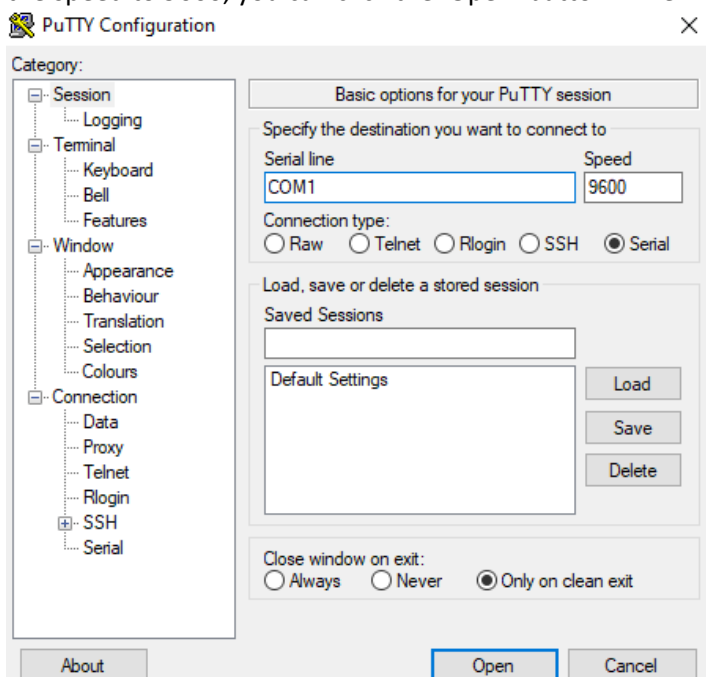 PuTTY Configuration
Category:
Session
Logging
Terminal
Keyboard
Bell
Features
Window
Appearance
Behaviour
Translation
Selection
Colours
Connection
Data
Proxy
Telnet
Rlogin
SSH
Serial
Basic options for your PuTTY session
Specify the destination you want to connect to
Serial line Speed
COM1 9600
Connection type:
Raw Telnet Rlogin SSH Serial
Load, save or delete a stored session
Saved Sessions
Default Settings
Load
Save
Delete
Close window on exit:
Always Never Only on clean exit
About Open Cancel